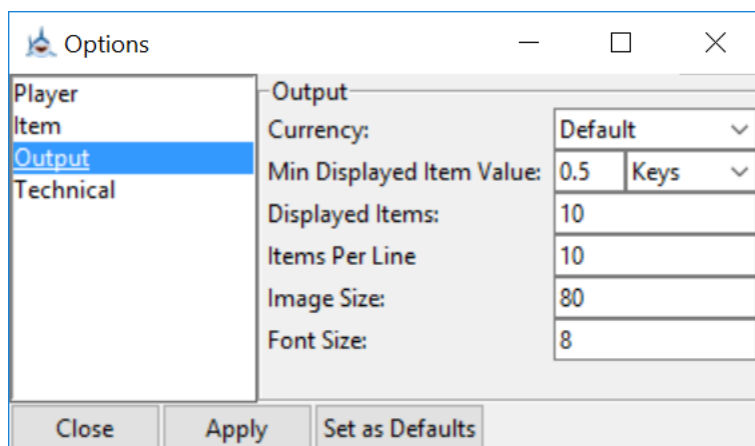 Options
Player
Item
Output
Technical
Output
Currency: Default
Min Displayed Item Value: 0.5 Keys
Displayed Items: 10
Items Per Line 10
Image Size: 80
Font Size: 8
Close Apply Set as Defaults